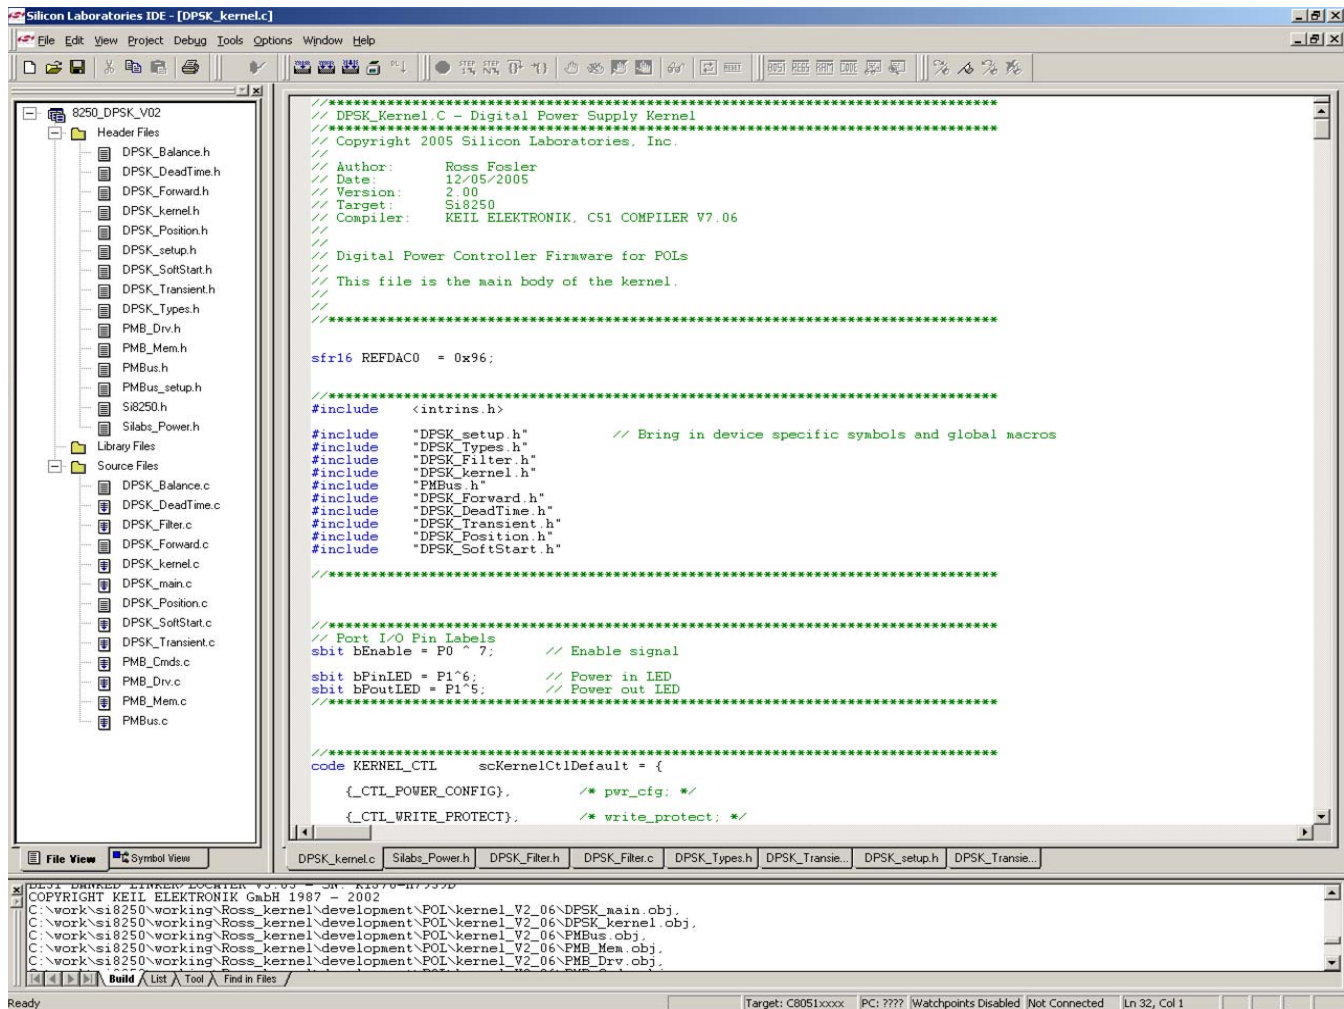 Silicon Laboratories IDE - [DPSK_kernel.c]
File Edit View Project Debug Tools Options Window Help
8250_DPSK_V02
Header Files
DPSK_Balance.h
DPSK_DeadTime.h
DPSK_Forward.h
DPSK_kernel.h
DPSK_Position.h
DPSK_setup.h
DPSK_SoftStart.h
DPSK_Transient.h
DPSK_Types.h
PMB_Drv.h
PMB_Mem.h
PMBus.h
PMBus_setup.h
Si8250.h
Silabs_Power.h
Library Files
Source Files
DPSK_Balance.c
DPSK_DeadTime.c
DPSK_Filter.c
DPSK_Forward.c
DPSK_kernel.c
DPSK_main.c
DPSK_Position.c
DPSK_SoftStart.c
DPSK_Transient.c
PMB_Cmds.c
PMB_Drv.c
PMB_Mem.c
PMBus.c
File View Symbol View
//********************************************************************************
// DPSK_Kernel.C - Digital Power Supply Kernel
//********************************************************************************
// Copyright 2005 Silicon Laboratories, Inc.
//
// Author: Ross Fosler
// Date: 12/05/2005
// Version: 2.00
// Target: Si8250
// Compiler: KEIL ELEKTRONIK, C51 COMPILER V7.06
//
//
// Digital Power Controller Firmware for POLs
//
// This file is the main body of the kernel.
//
//
//********************************************************************************
sfr16 REFDAC0 = 0x96;
//********************************************************************************
#include <intrins.h>
#include "DPSK_setup.h" // Bring in device specific symbols and global macros
#include "DPSK_Types.h"
#include "DPSK_Filter.h"
#include "DPSK_kernel.h"
#include "PMBus.h"
#include "DPSK_Forward.h"
#include "DPSK_DeadTime.h"
#include "DPSK_Transient.h"
#include "DPSK_Position.h"
#include "DPSK_SoftStart.h"
//********************************************************************************
//********************************************************************************
// Port I/O Pin Labels
sbit bEnable = P0 ^ 7; // Enable signal
sbit bPinLED = P1^6; // Power in LED
sbit bPoutLED = P1^5; // Power out LED
//********************************************************************************
//********************************************************************************
code KERNEL_CTL scKernelCtlDefault = {
{_CTL_POWER_CONFIG}, /* pwr_cfg; */
{_CTL_WRITE_PROTECT}, /* write_protect; */
DPSK_kernel.c Silabs_Power.h DPSK_Filter.h DPSK_Filter.c DPSK_Types.h DPSK_Transie... DPSK_setup.h DPSK_Transie...
COPYRIGHT KEIL ELEKTRONIK GmbH 1987 - 2002
C:\work\si8250\working\Ross_kernel\development\POL\kernel_V2_06\DPSK_main.obj,
C:\work\si8250\working\Ross_kernel\development\POL\kernel_V2_06\DPSK_kernel.obj,
C:\work\si8250\working\Ross_kernel\development\POL\kernel_V2_06\PMBus.obj,
C:\work\si8250\working\Ross_kernel\development\POL\kernel_V2_06\PMB_Mem.obj,
C:\work\si8250\working\Ross_kernel\development\POL\kernel_V2_06\PMB_Drv.obj,
Build List Tool Find in Files
Ready Target: C8051xxxx PC: ???? Watchpoints Disabled Not Connected Ln 32, Col 1